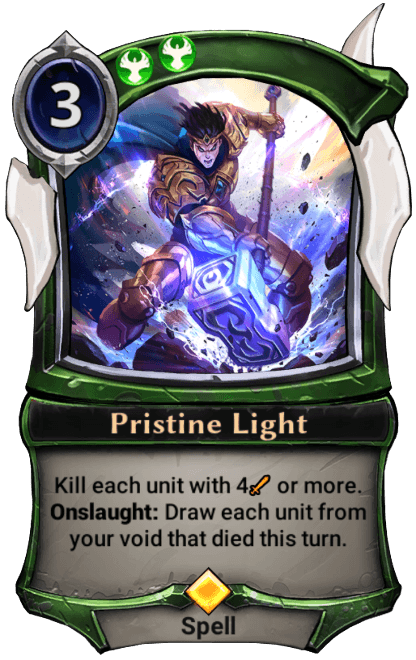 3
Pristine Light
Kill each unit with 4 or more.
Onslaught: Draw each unit from
your void that died this turn.
Spell